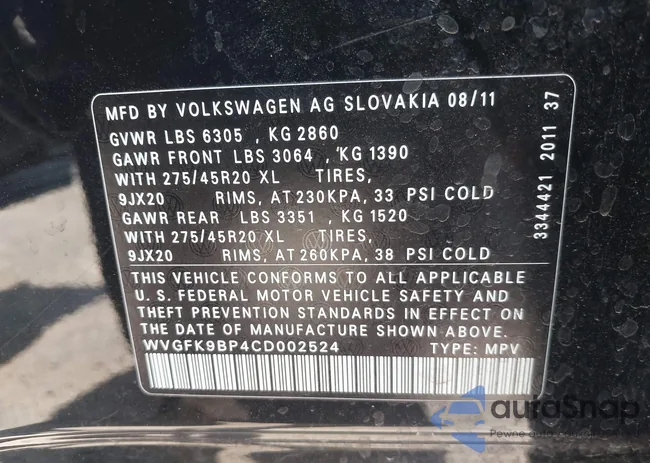 MFD BY VOLKSWAGEN AG SLOVAKIA 08/11
GVWR LBS 6305 , KG 2860
GAWR FRONT LBS 3064 , KG 1390
WITH 275/45R20 XL TIRES,
9JX20 RIMS, AT 230KPA, 33 PSI COLD
GAWR REAR LBS 3351 , KG 1520
WITH 275/45R20 XL TIRES,
9JX20 RIMS, AT 260KPA, 38 PSI COLD
THIS VEHICLE CONFORMS TO ALL APPLICABLE
U. S. FEDERAL MOTOR VEHICLE SAFETY AND
THEFT PREVENTION STANDARDS IN EFFECT ON
THE DATE OF MANUFACTURE SHOWN ABOVE.
WVGFK9BP4CD002524 TYPE: MPV
3344421 2011 37
autoSnap
Pewne auto